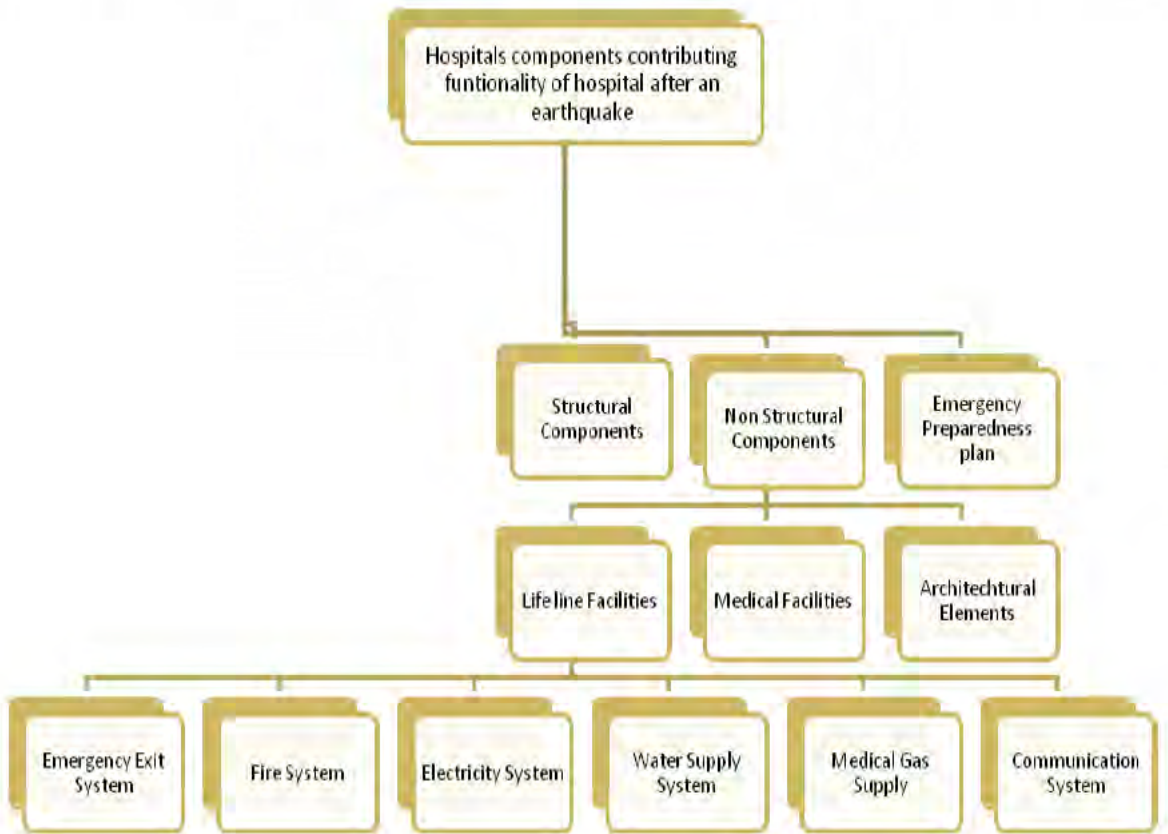 Hospitals components contributing
funtionality of hospital after an
earthquake
Structural
Components
Non Structural
Components
Emergency
Preparedness
plan
Life line Facilities
Medical Facilities
Architechtural
Elements
Emergency Exit
System
Fire System
Electricity System
Water Supply
System
Medical Gas
Supply
Communication
System